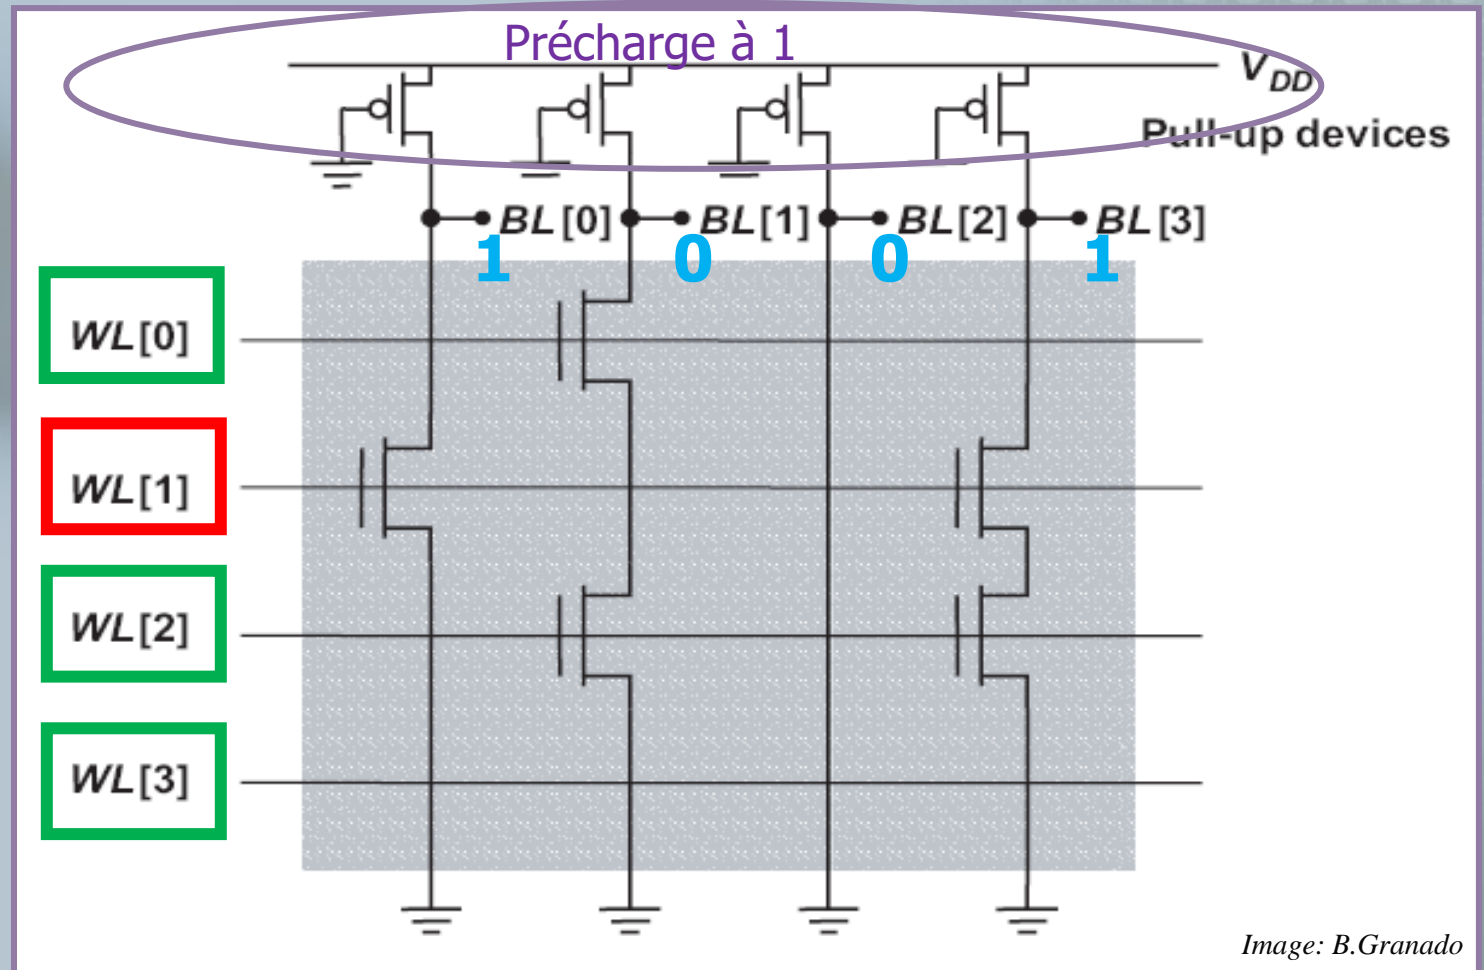 Précharge à 1
VDD
Pull-up devices
BL[0] BL[1] BL[2] BL[3]
1 0 0 1
WL[0]
WL[1]
WL[2]
WL[3]
Image: B.Granado